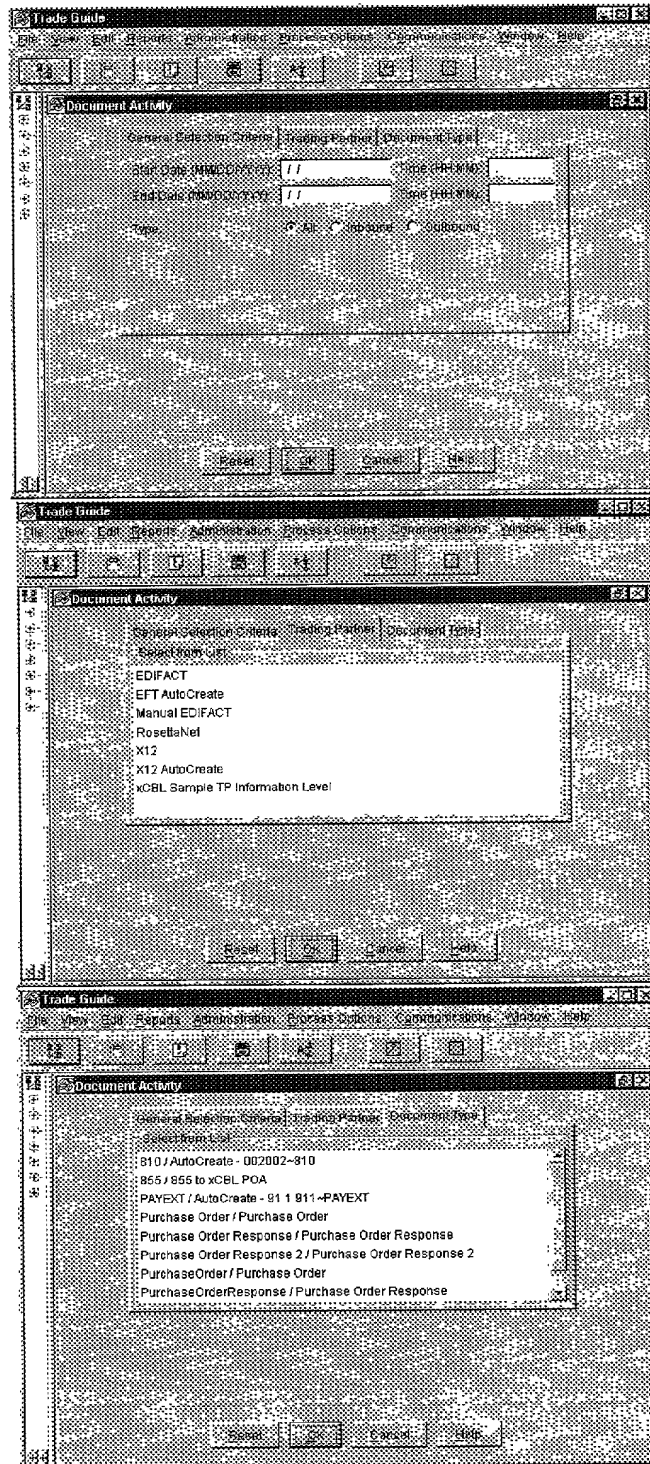 Trade Guide
File View Edit Reports Administration Process Options Communications Window Help
Document Activity
General Selection Criteria Trading Partner Document Type
Start Date (MM/DD/YYYY): / / Time (HH:MM): :
End Date (MM/DD/YYYY): / / Time (HH:MM): :
Type: All Inbound Outbound
Reset OK Cancel Help
Trade Guide
File View Edit Reports Administration Process Options Communications Window Help
Document Activity
General Selection Criteria Trading Partner Document Type
Select from List
EDIFACT
EFT AutoCreate
Manual EDIFACT
RosettaNet
X12
X12 AutoCreate
xCBL Sample TP Information Level
Reset OK Cancel Help
Trade Guide
File View Edit Reports Administration Process Options Communications Window Help
Document Activity
General Selection Criteria Trading Partner Document Type
Select from List
810 / AutoCreate - 002002~810
855 / 855 to xCBL POA
PAYEXT / AutoCreate - 91 1 911~PAYEXT
Purchase Order / Purchase Order
Purchase Order Response / Purchase Order Response
Purchase Order Response 2 / Purchase Order Response 2
PurchaseOrder / Purchase Order
PurchaseOrderResponse / Purchase Order Response
Reset OK Cancel Help